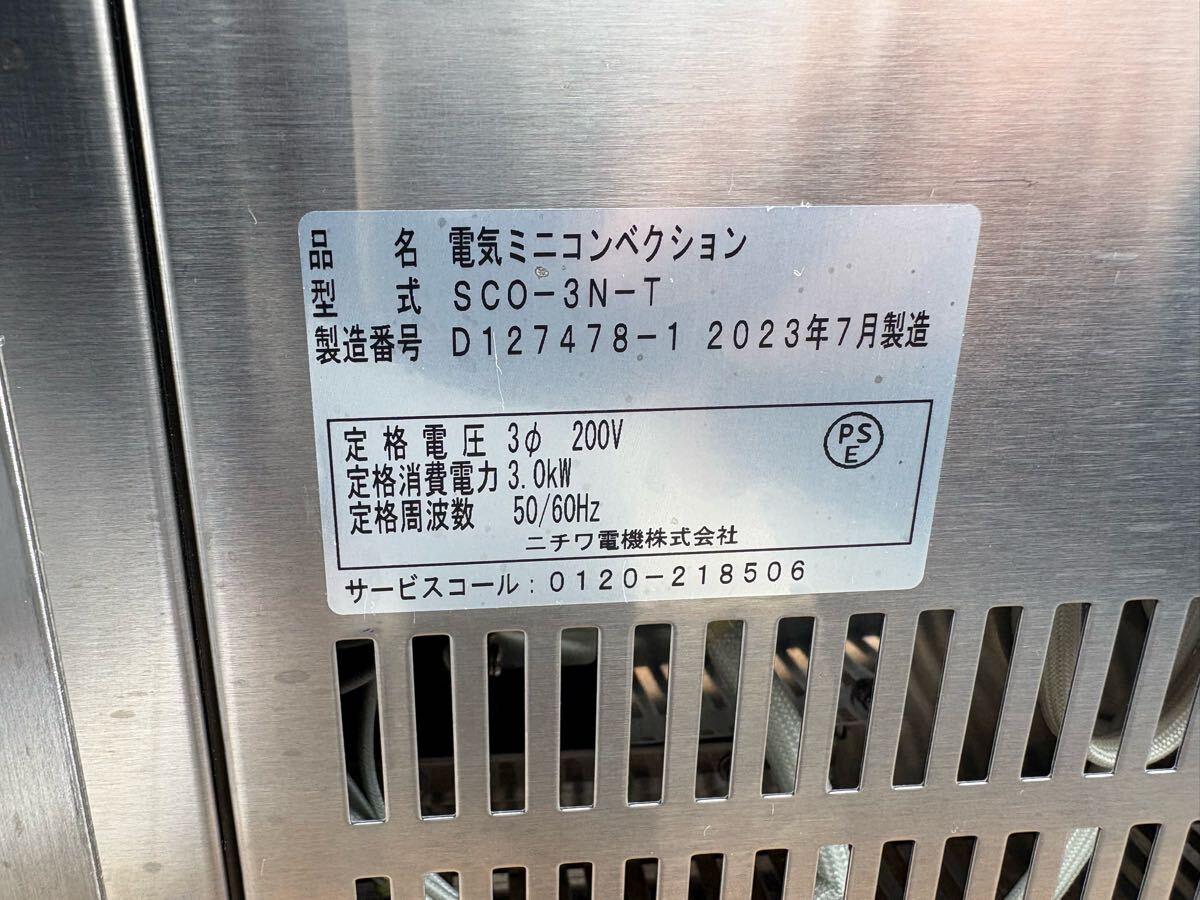 品 名 電気ミニコンベクション
型 式 SCO-3N-T
製造番号 D127478-1 2023年7月製造
定格電圧 3φ 200V
PSE
定格消費電力 3.0kW
定格周波数 50/60Hz
ニチワ電機株式会社
サービスコール:0120-218506